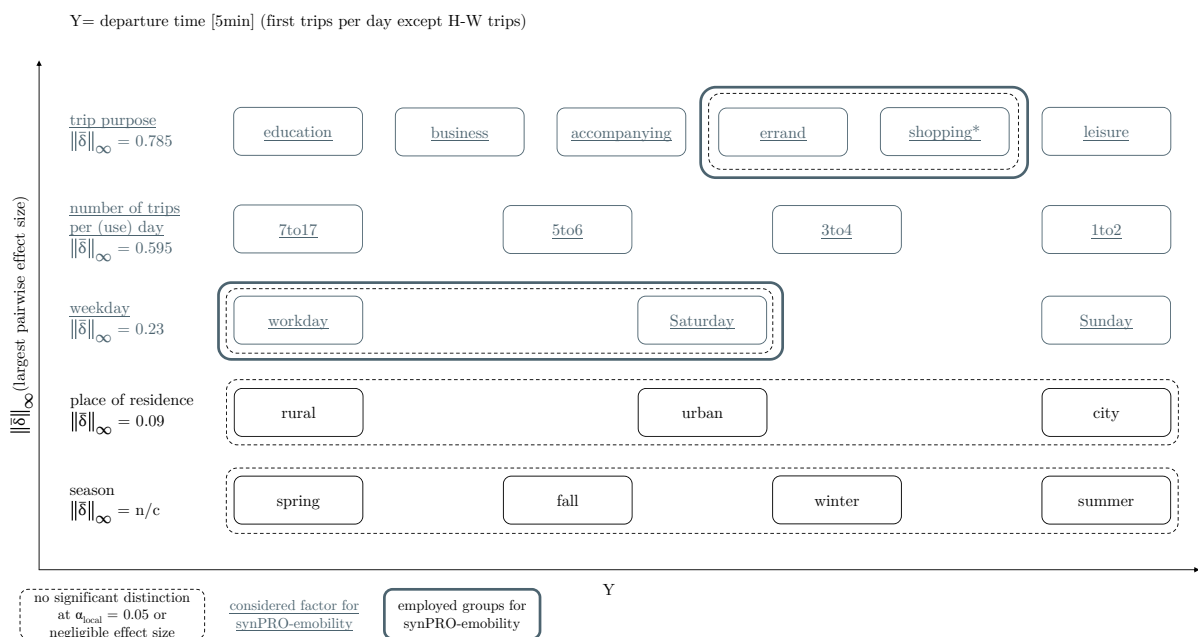 Y= departure time [5min] (first trips per day except H-W trips)
‖δ̄‖∞(largest pairwise effect size)
trip purpose
‖δ̄‖∞ = 0.785
education
business
accompanying
errand
shopping*
leisure
number of trips
per (use) day
‖δ̄‖∞ = 0.595
7to17
5to6
3to4
1to2
weekday
‖δ̄‖∞ = 0.23
workday
Saturday
Sunday
place of residence
‖δ̄‖∞ = 0.09
rural
urban
city
season
‖δ̄‖∞ = n/c
spring
fall
winter
summer
Y
no significant distinction
at αlocal = 0.05 or
negligible effect size
considered factor for
synPRO-emobility
employed groups for
synPRO-emobility